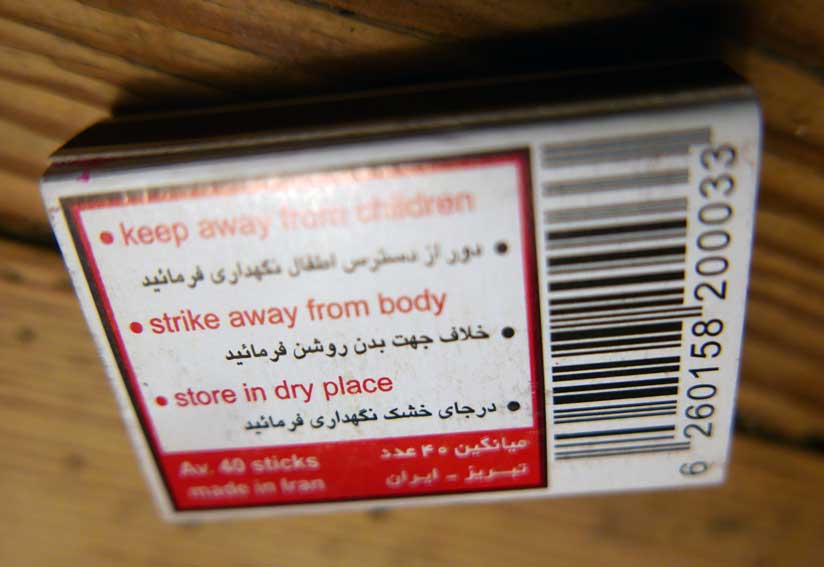 • keep away from children
• دور از دسترس اطفال نگهداری فرمائید
• strike away from body
• خلاف جهت بدن روشن فرمائید
• store in dry place
• درجای خشک نگهداری فرمائید
Av. 40 sticks
made in Iran
میانگین ۴۰ عدد
تبریز - ایران
6 260158 200033